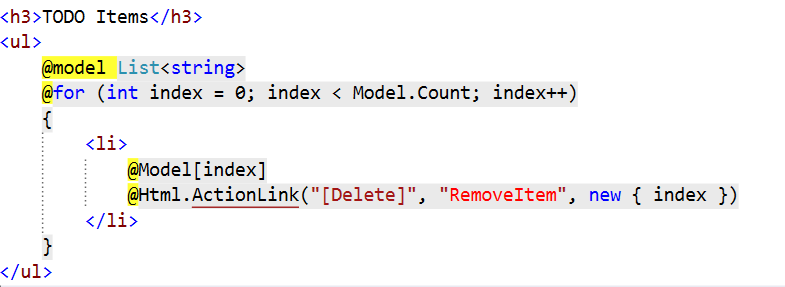 <h3>TODO Items</h3>
<ul>
    @model List<string>
    @for (int index = 0; index < Model.Count; index++)
    {
        <li>
            @Model[index]
            @Html.ActionLink("[Delete]", "RemoveItem", new { index })
        </li>
    }
</ul>